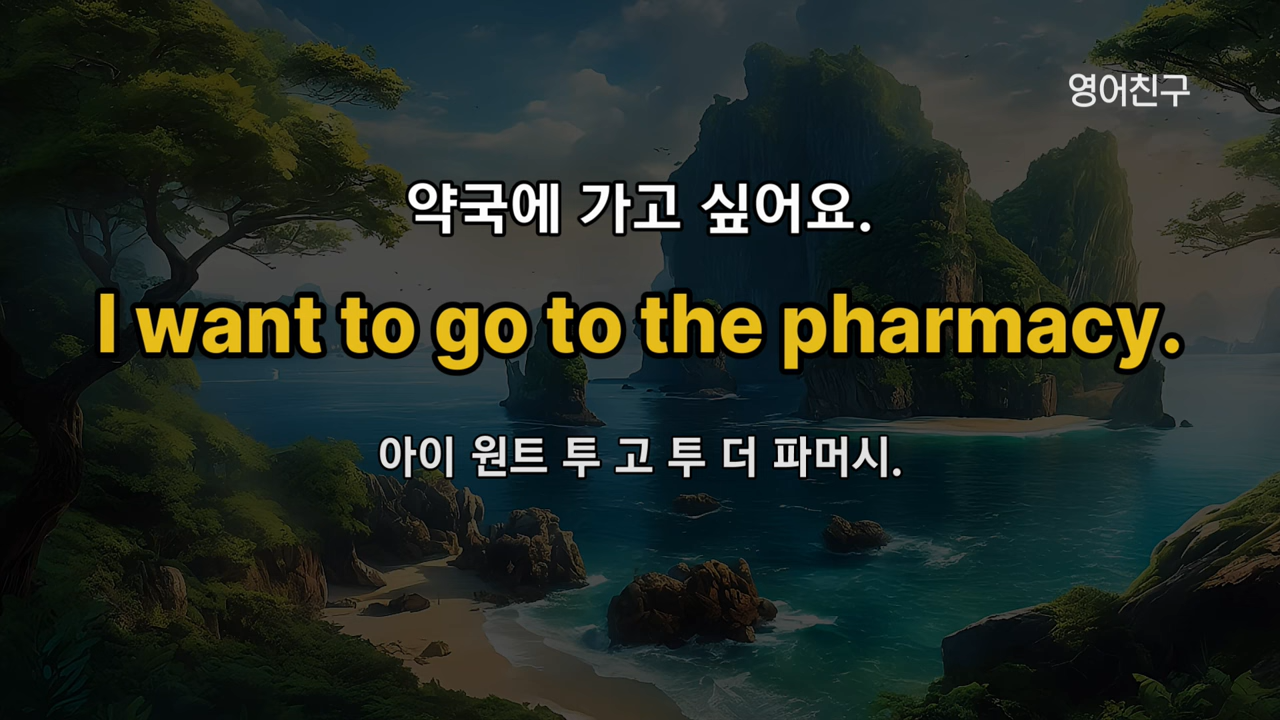 영어친구
약국에 가고 싶어요.
I want to go to the pharmacy.
아이 원트 투 고 투 더 파머시.